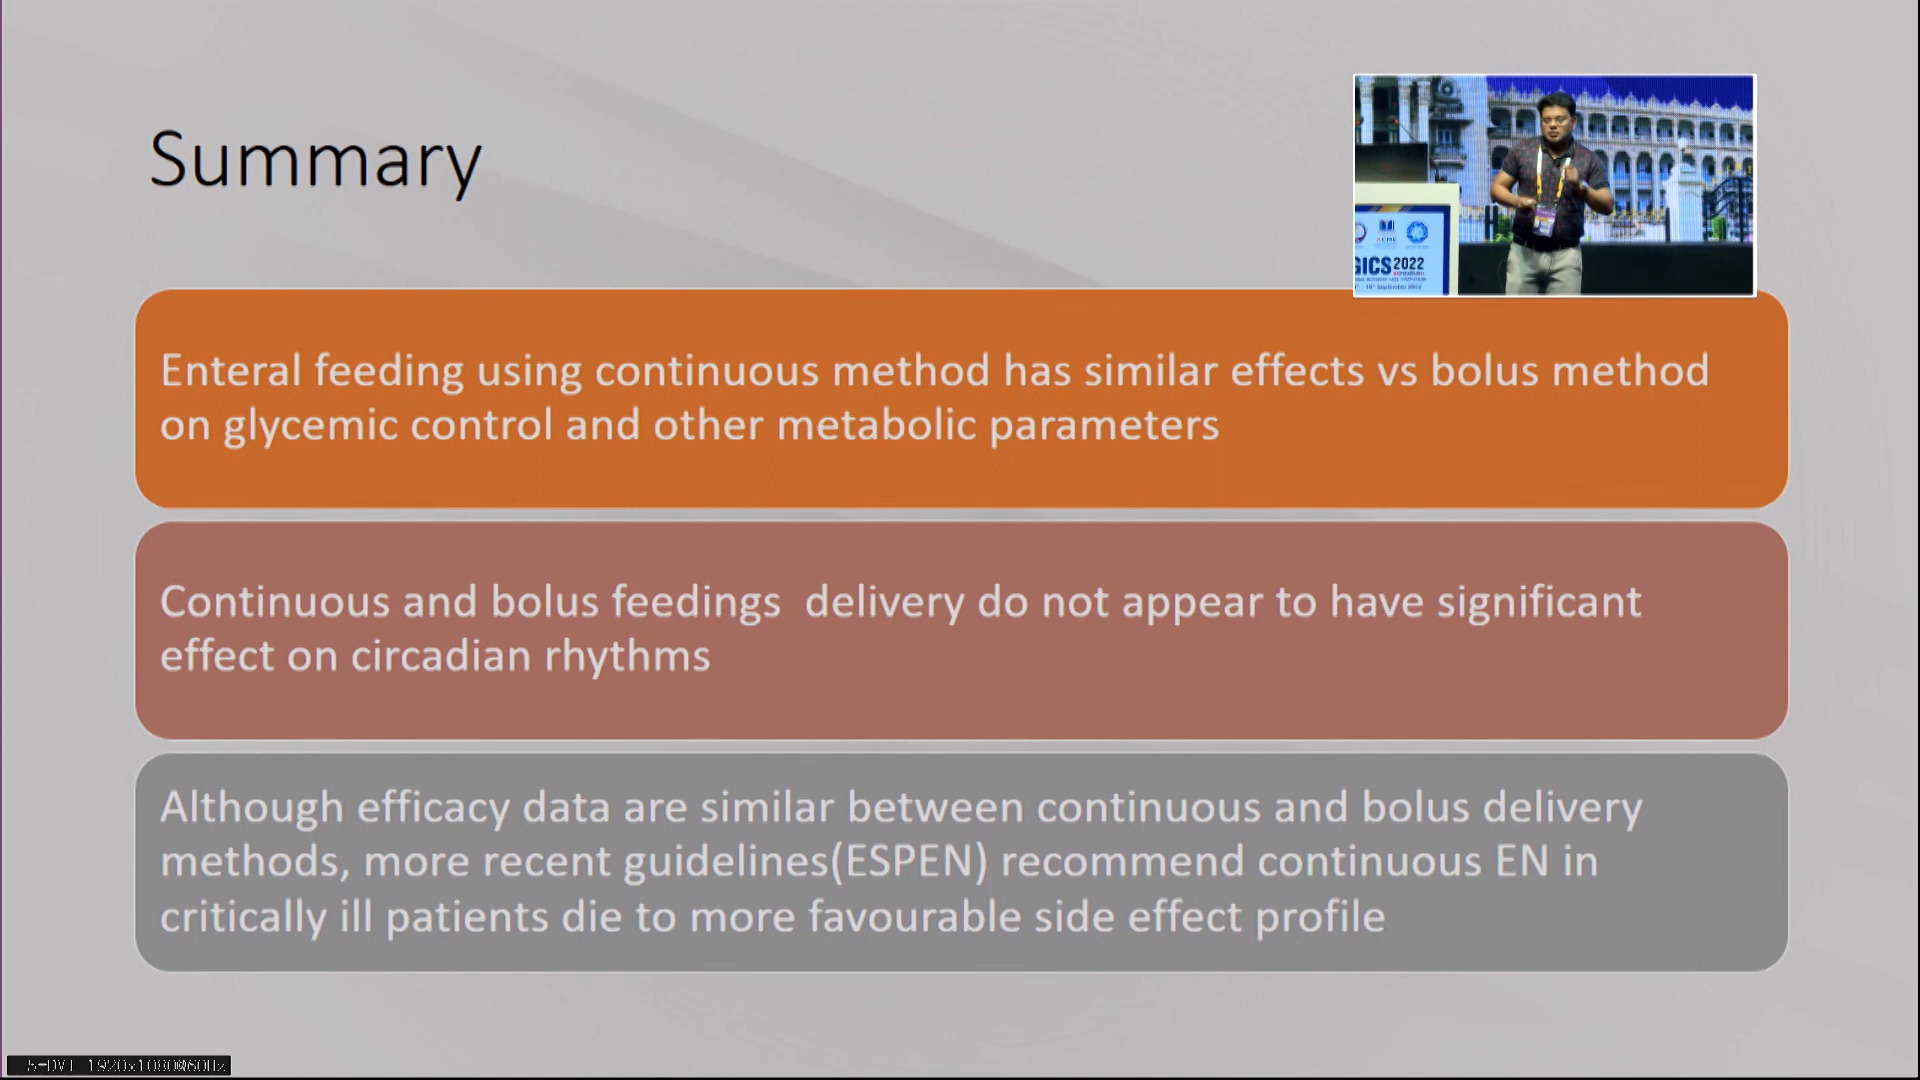 Summary
Enteral feeding using continuous method has similar effects vs bolus method
on glycemic control and other metabolic parameters
Continuous and bolus feedings delivery do not appear to have significant
effect on circadian rhythms
Although efficacy data are similar between continuous and bolus delivery
methods, more recent guidelines(ESPEN) recommend continuous EN in
critically ill patients die to more favourable side effect profile
GICS 2022
1920x1080@60Hz